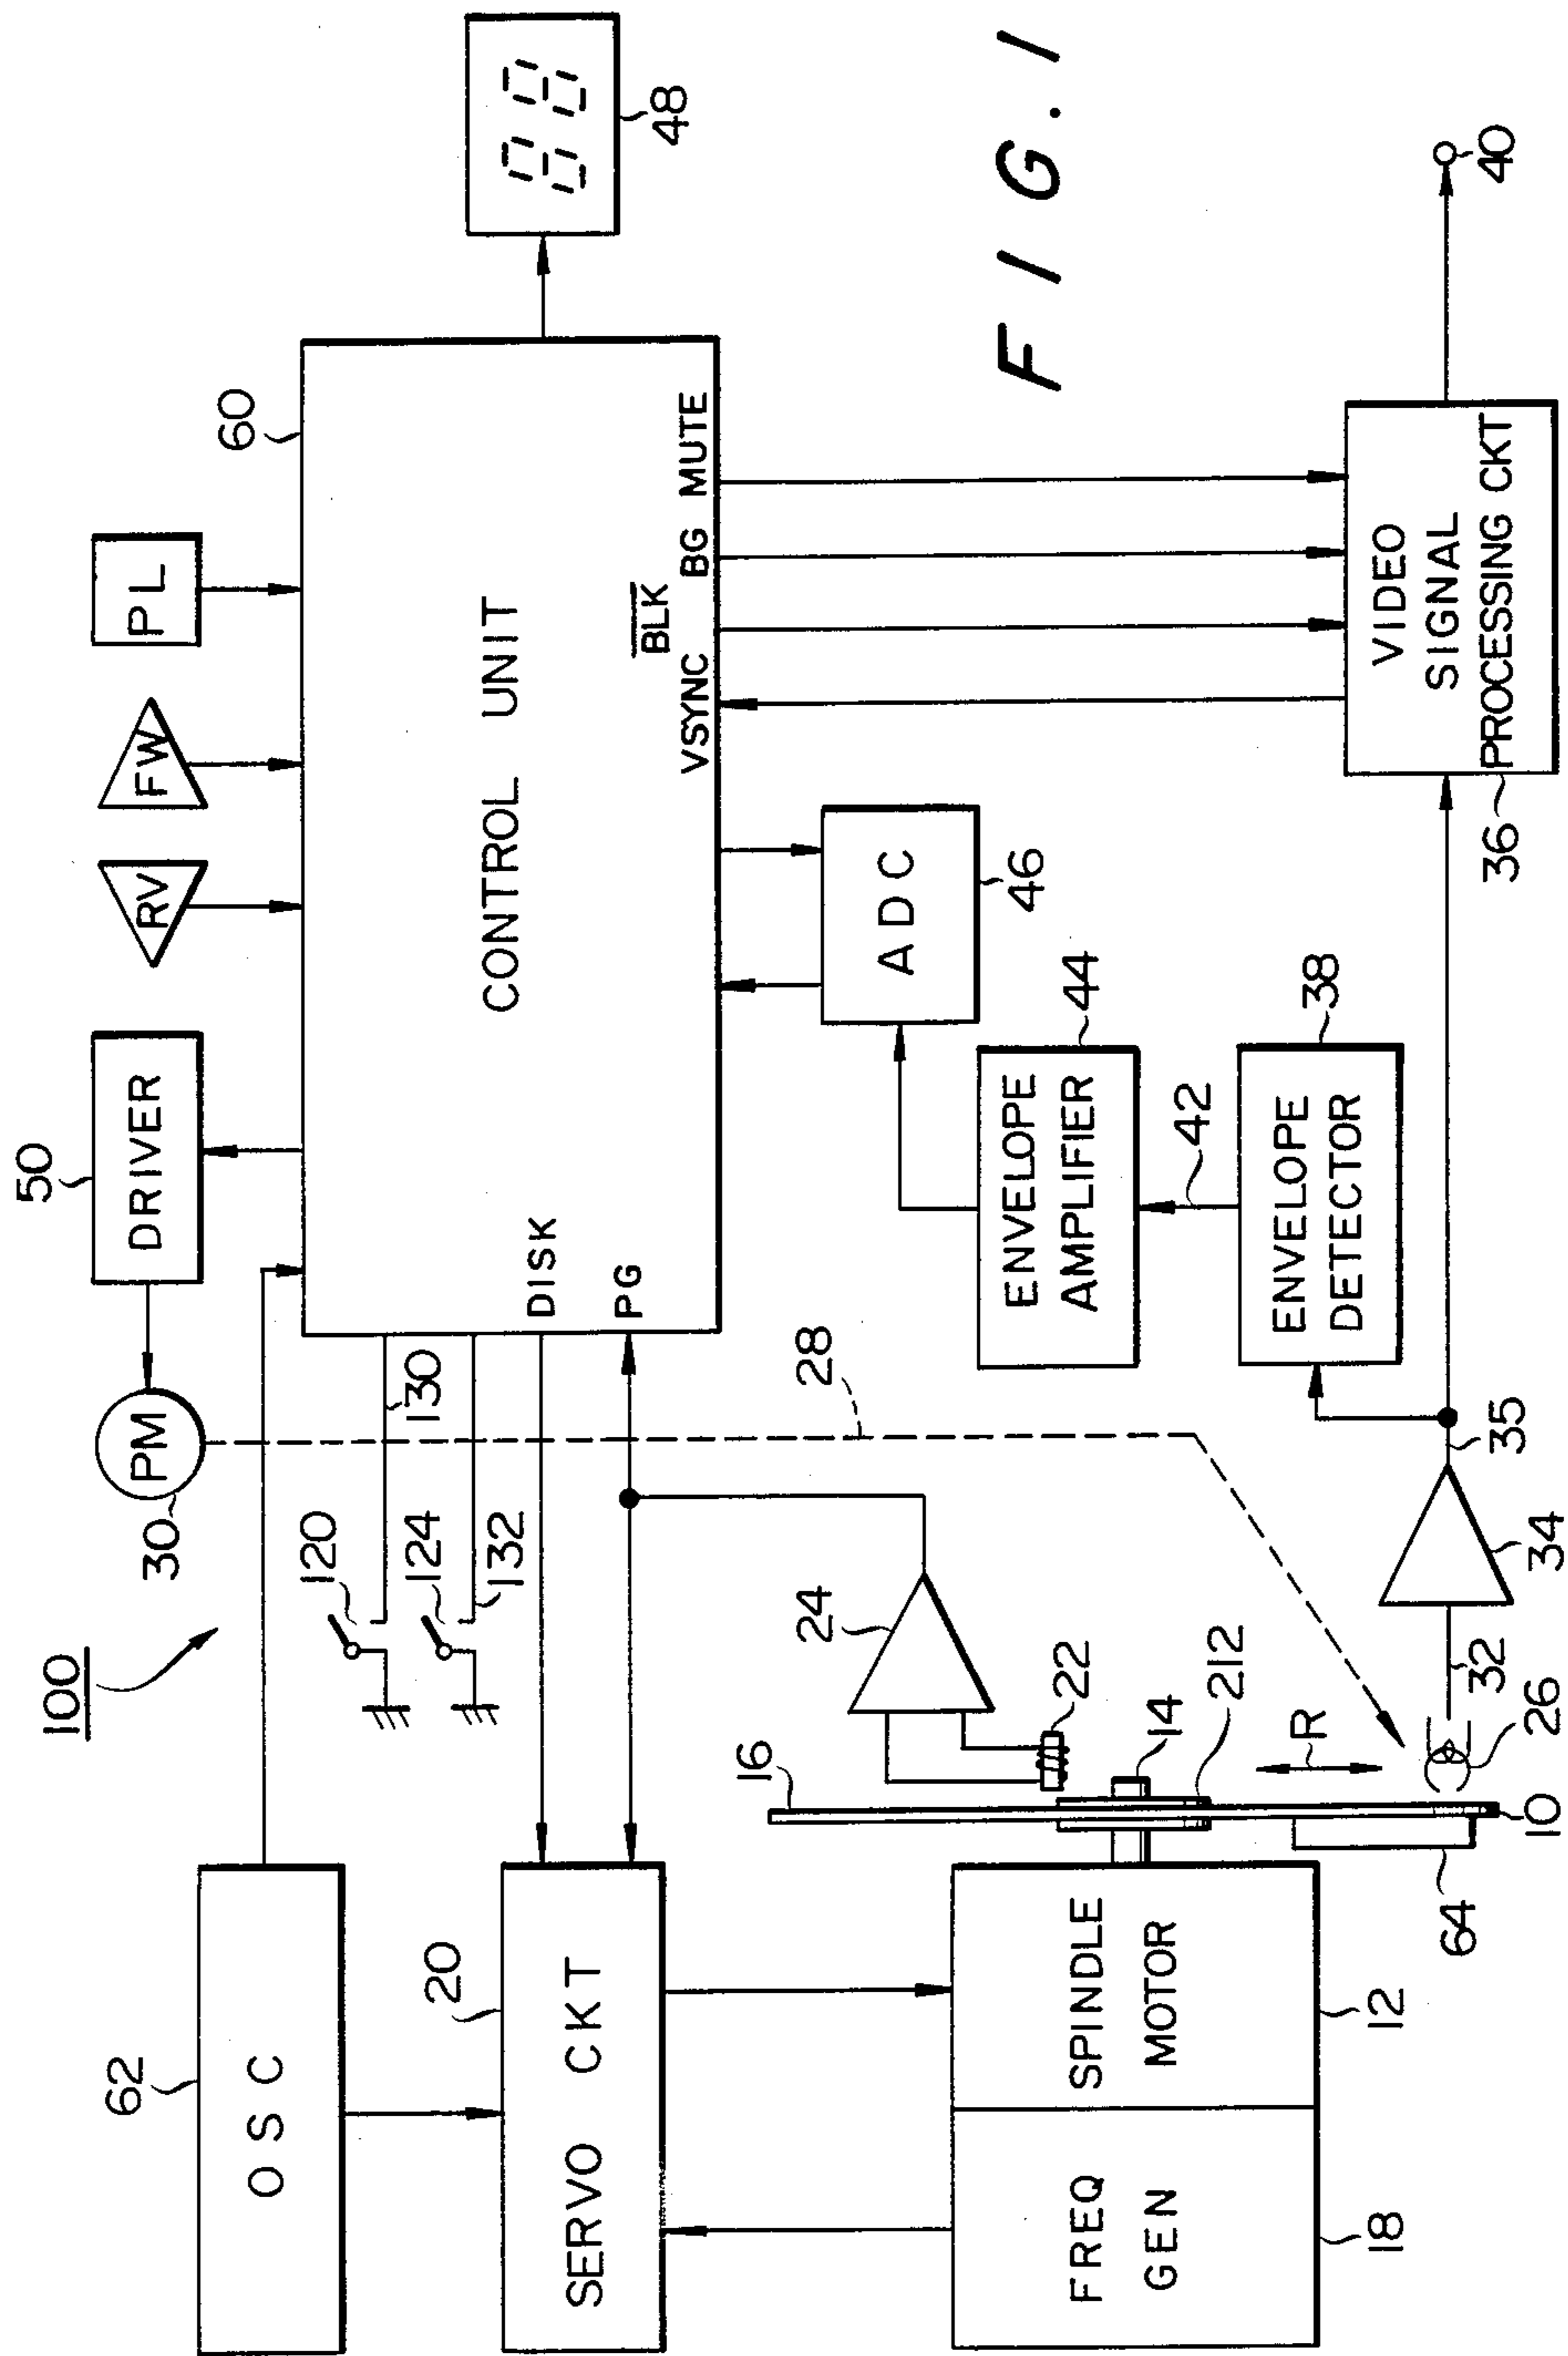 FIG. 1
100
62
OSC
20
SERVO CKT
FREQ
GEN
18
SPINDLE
MOTOR
12
30
PM
50
DRIVER
RV
FW
PL
60
CONTROL UNIT
DISK
PG
VSYNC
BLK
BG
MUTE
48
120
130
124
132
28
24
22
16
14
212
R
10
64
26
32
34
35
38
ENVELOPE
DETECTOR
42
44
ENVELOPE
AMPLIFIER
46
ADC
36
VIDEO
SIGNAL
PROCESSING CKT
40